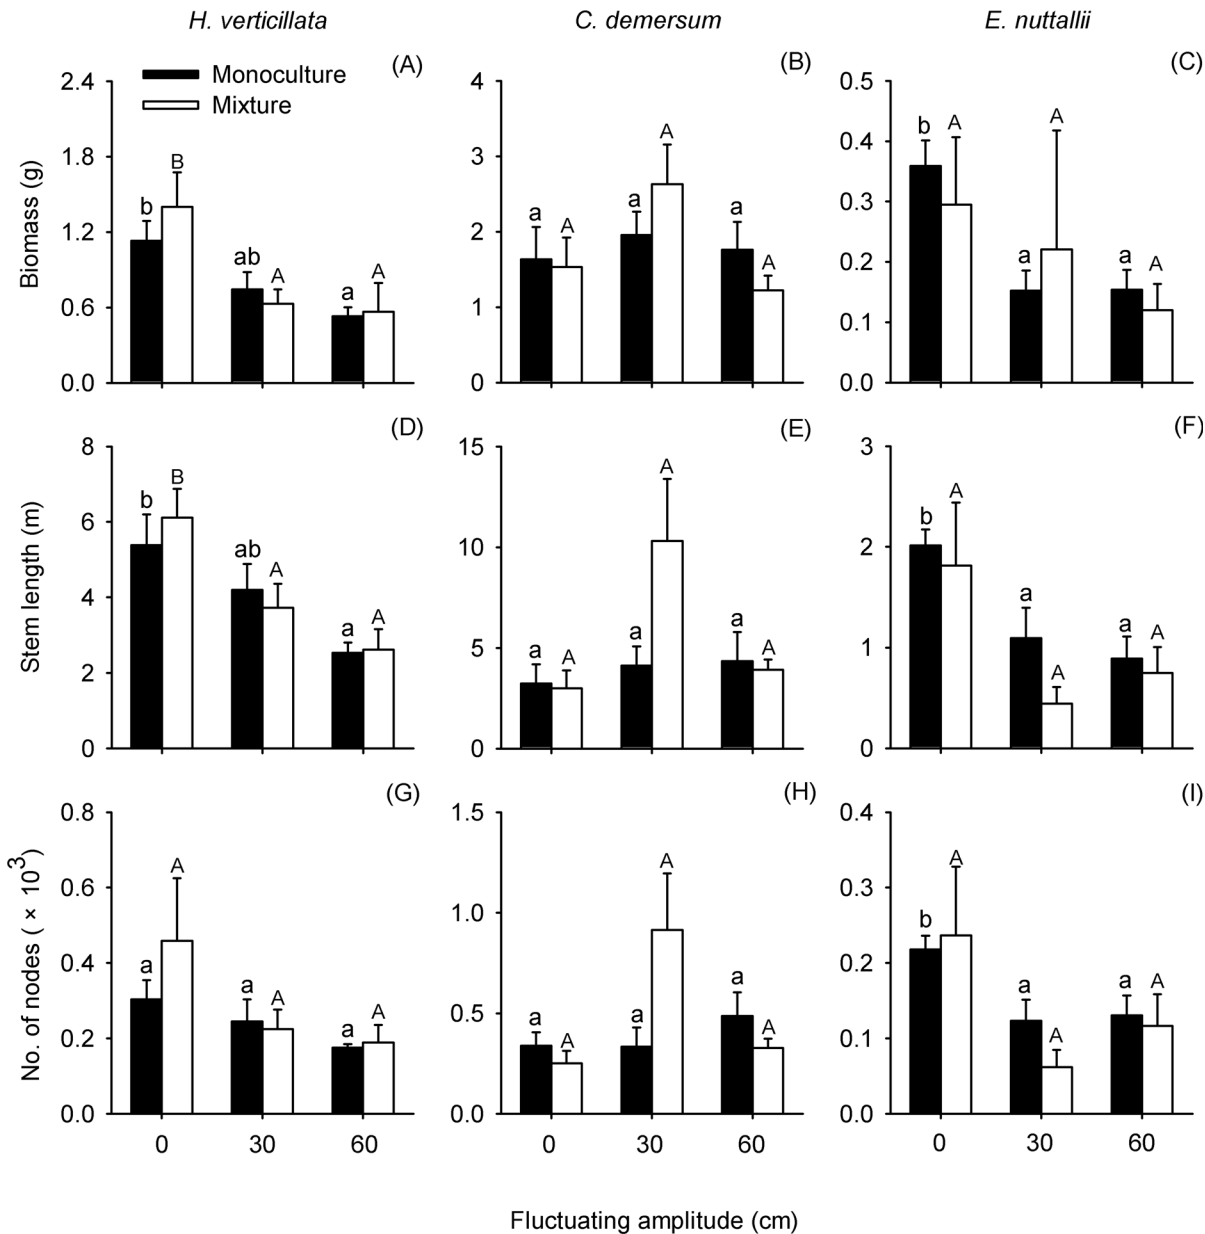 H. verticillata C. demersum E. nuttallii
(A) (B) (C)
Monoculture
Mixture
Biomass (g)
2.4 1.8 1.2 0.6 0.0
b B ab A a A
4 3 2 1 0
a A a A a A
0.5 0.4 0.3 0.2 0.1 0.0
b A a A a A
(D) (E) (F)
Stem length (m)
8 6 4 2 0
b B ab A a A
15 10 5 0
a A a A a A
3 2 1 0
b A a A a A
(G) (H) (I)
No. of nodes ( × 10³)
0.8 0.6 0.4 0.2 0.0
a A a A a A
1.5 1.0 0.5 0.0
a A a A a A
0.4 0.3 0.2 0.1 0.0
b A a A a A
0 30 60 0 30 60 0 30 60
Fluctuating amplitude (cm)